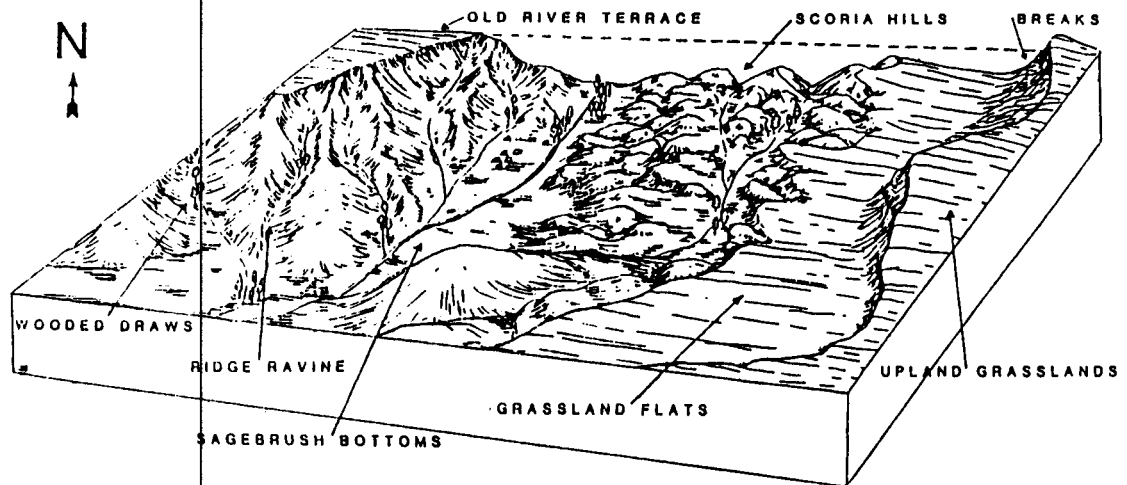 N
OLD RIVER TERRACE
SCORIA HILLS
BREAKS
WOODED DRAWS
RIDGE RAVINE
UPLAND GRASSLANDS
GRASSLAND FLATS
SAGEBRUSH BOTTOMS